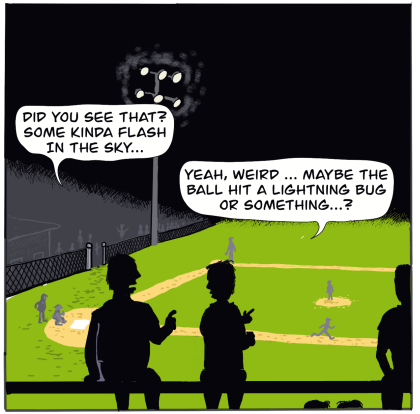 DID YOU SEE THAT?
SOME KINDA FLASH
IN THE SKY...
YEAH, WEIRD ... MAYBE THE
BALL HIT A LIGHTNING BUG
OR SOMETHING...?